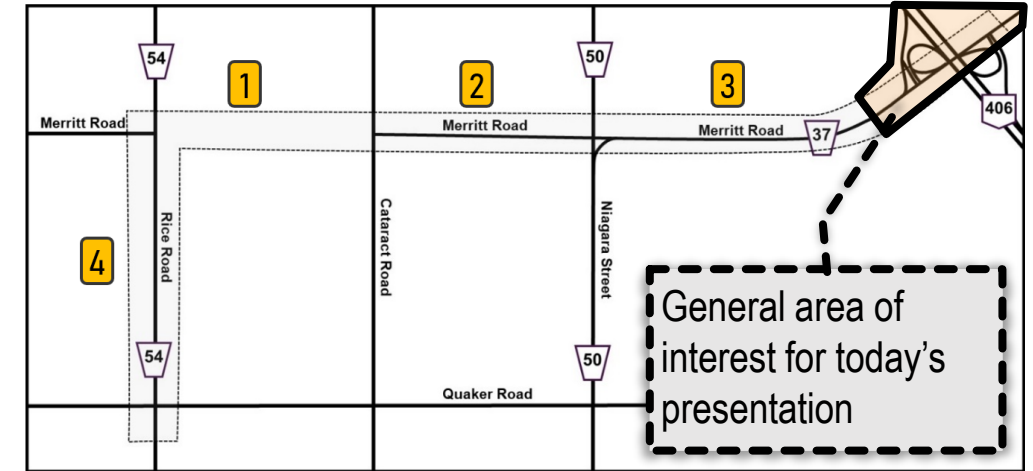 54
50
1
2
3
406
Merritt Road
Merritt Road
Merritt Road
37
Rice Road
Cataract Road
Niagara Street
4
General area of
interest for today's
presentation
54
50
Quaker Road